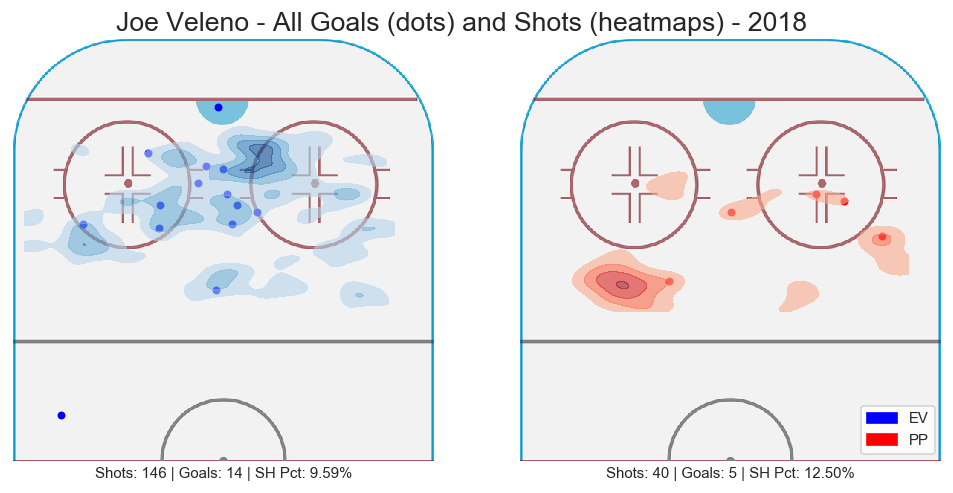 Joe Veleno - All Goals (dots) and Shots (heatmaps) - 2018
EV
PP
Shots: 146 | Goals: 14 | SH Pct: 9.59%
Shots: 40 | Goals: 5 | SH Pct: 12.50%